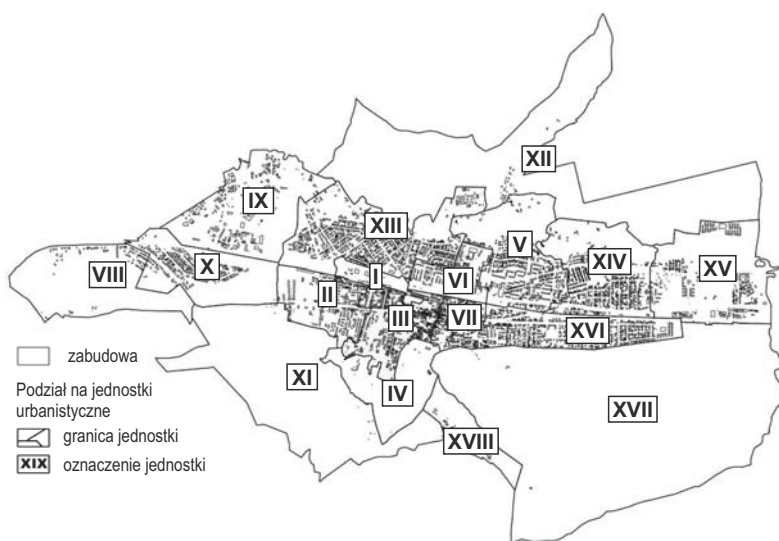 XII
IX
XIII
V
XIV
XV
VIII
X
I
VI
II
III
VII
XVI
XI
IV
XVII
XVIII
zabudowa
Podział na jednostki
urbanistyczne
granica jednostki
XIX oznaczenie jednostki